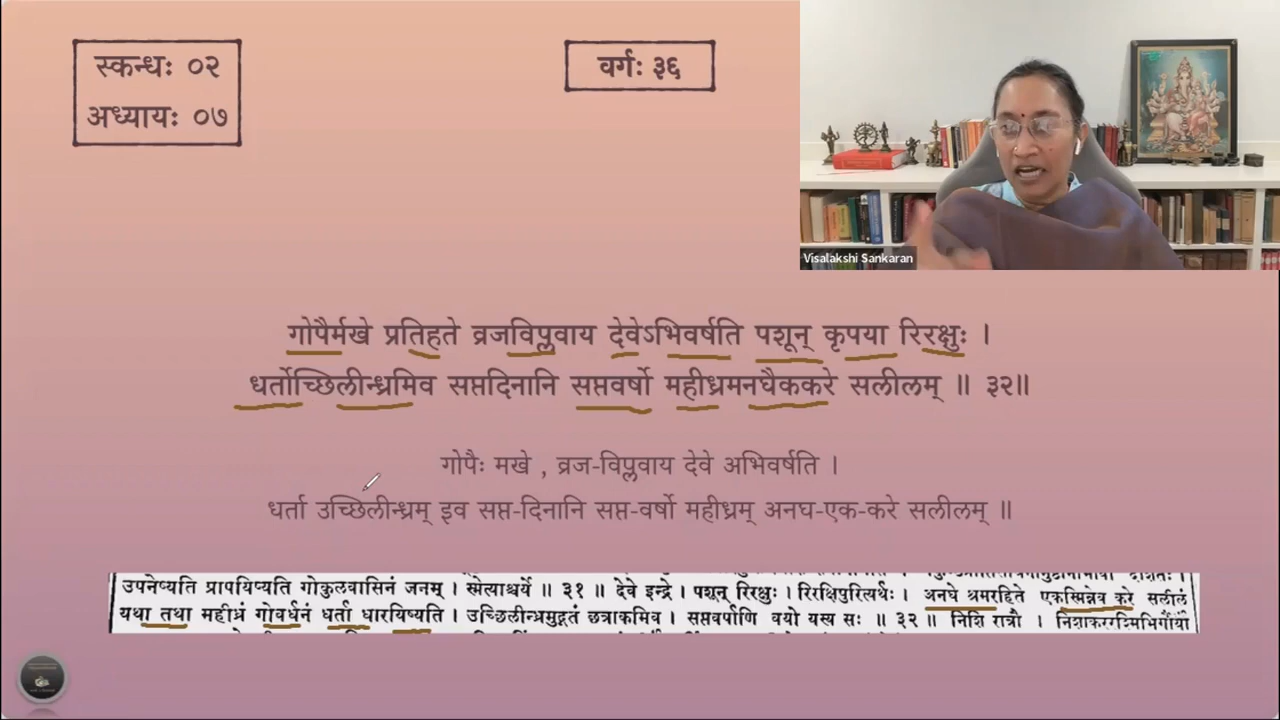 स्कन्धः ०२
अध्यायः ०७
वर्गः ३६
Visalakshi Sankaran
गोपैर्मखे प्रतिहते व्रजविप्लवाय देवेऽभिवर्षति पशून् कृपया रिरक्षुः ।
धर्तोच्छिलीन्ध्रमिव सप्तदिनानि सप्तवर्षो महीध्रमनघैककरे सलीलम् ॥ ३२॥
गोपैः मखे , व्रज-विप्लवाय देवे अभिवर्षति ।
धर्ता उच्छिलीन्ध्रम् इव सप्त-दिनानि सप्त-वर्षो महीध्रम् अनघ-एक-करे सलीलम् ॥
उपनेष्यति प्रापयिष्यति गोकुलवासिनं जनम् । स्मेत्याश्चर्ये ॥ ३१ ॥ देवे इन्द्रे । पशून् रिरक्षुः । रिरक्षिपुरित्यर्थः । अनघे श्रमरहिते एकस्मिन्नेव करे सलीलं
यथा तथा महीध्रं गोवर्धनं धर्ता धारयिष्यति । उच्छिलीन्ध्रमुद्गतं छत्राकमिव । सप्तवर्षाणि वयो यस्य सः ॥ ३२ ॥ निशि रात्रौ ।